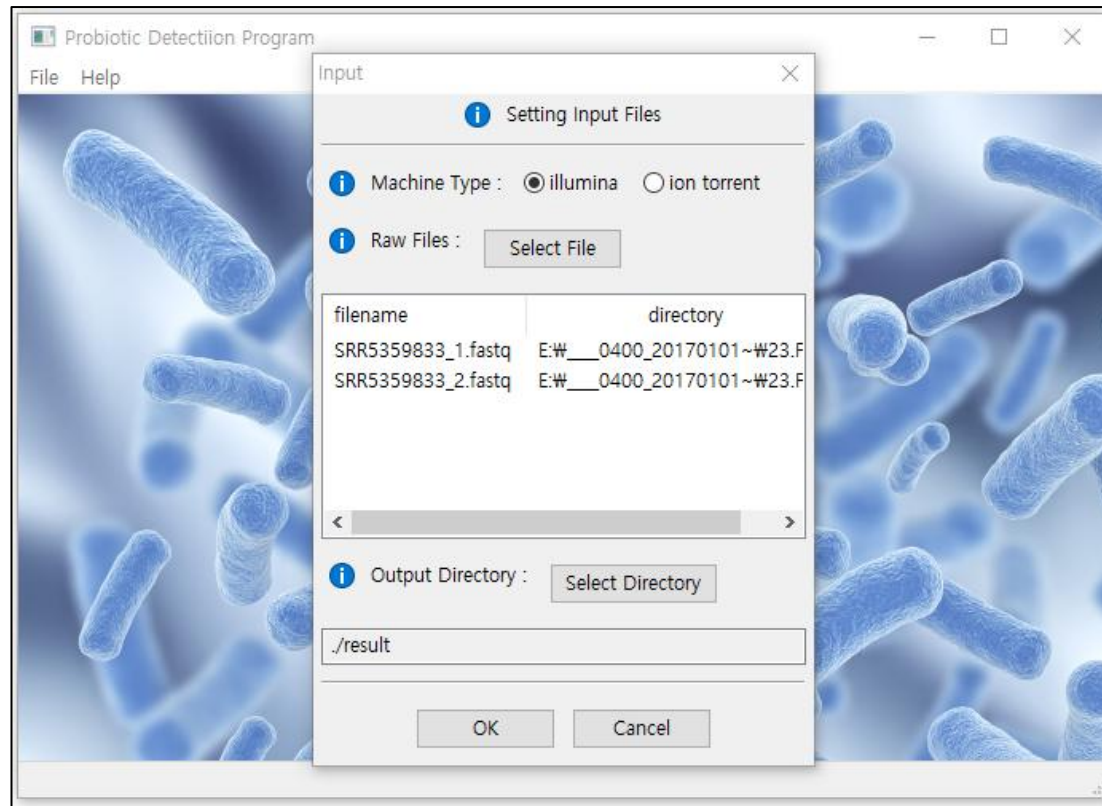 Probiotic Detectiion Program
File Help
Input
Setting Input Files
Machine Type : illumina ion torrent
Raw Files : Select File
filename directory
SRR5359833_1.fastq E:₩___0400_20170101~₩23.F
SRR5359833_2.fastq E:₩___0400_20170101~₩23.F
Output Directory : Select Directory
./result
OK Cancel